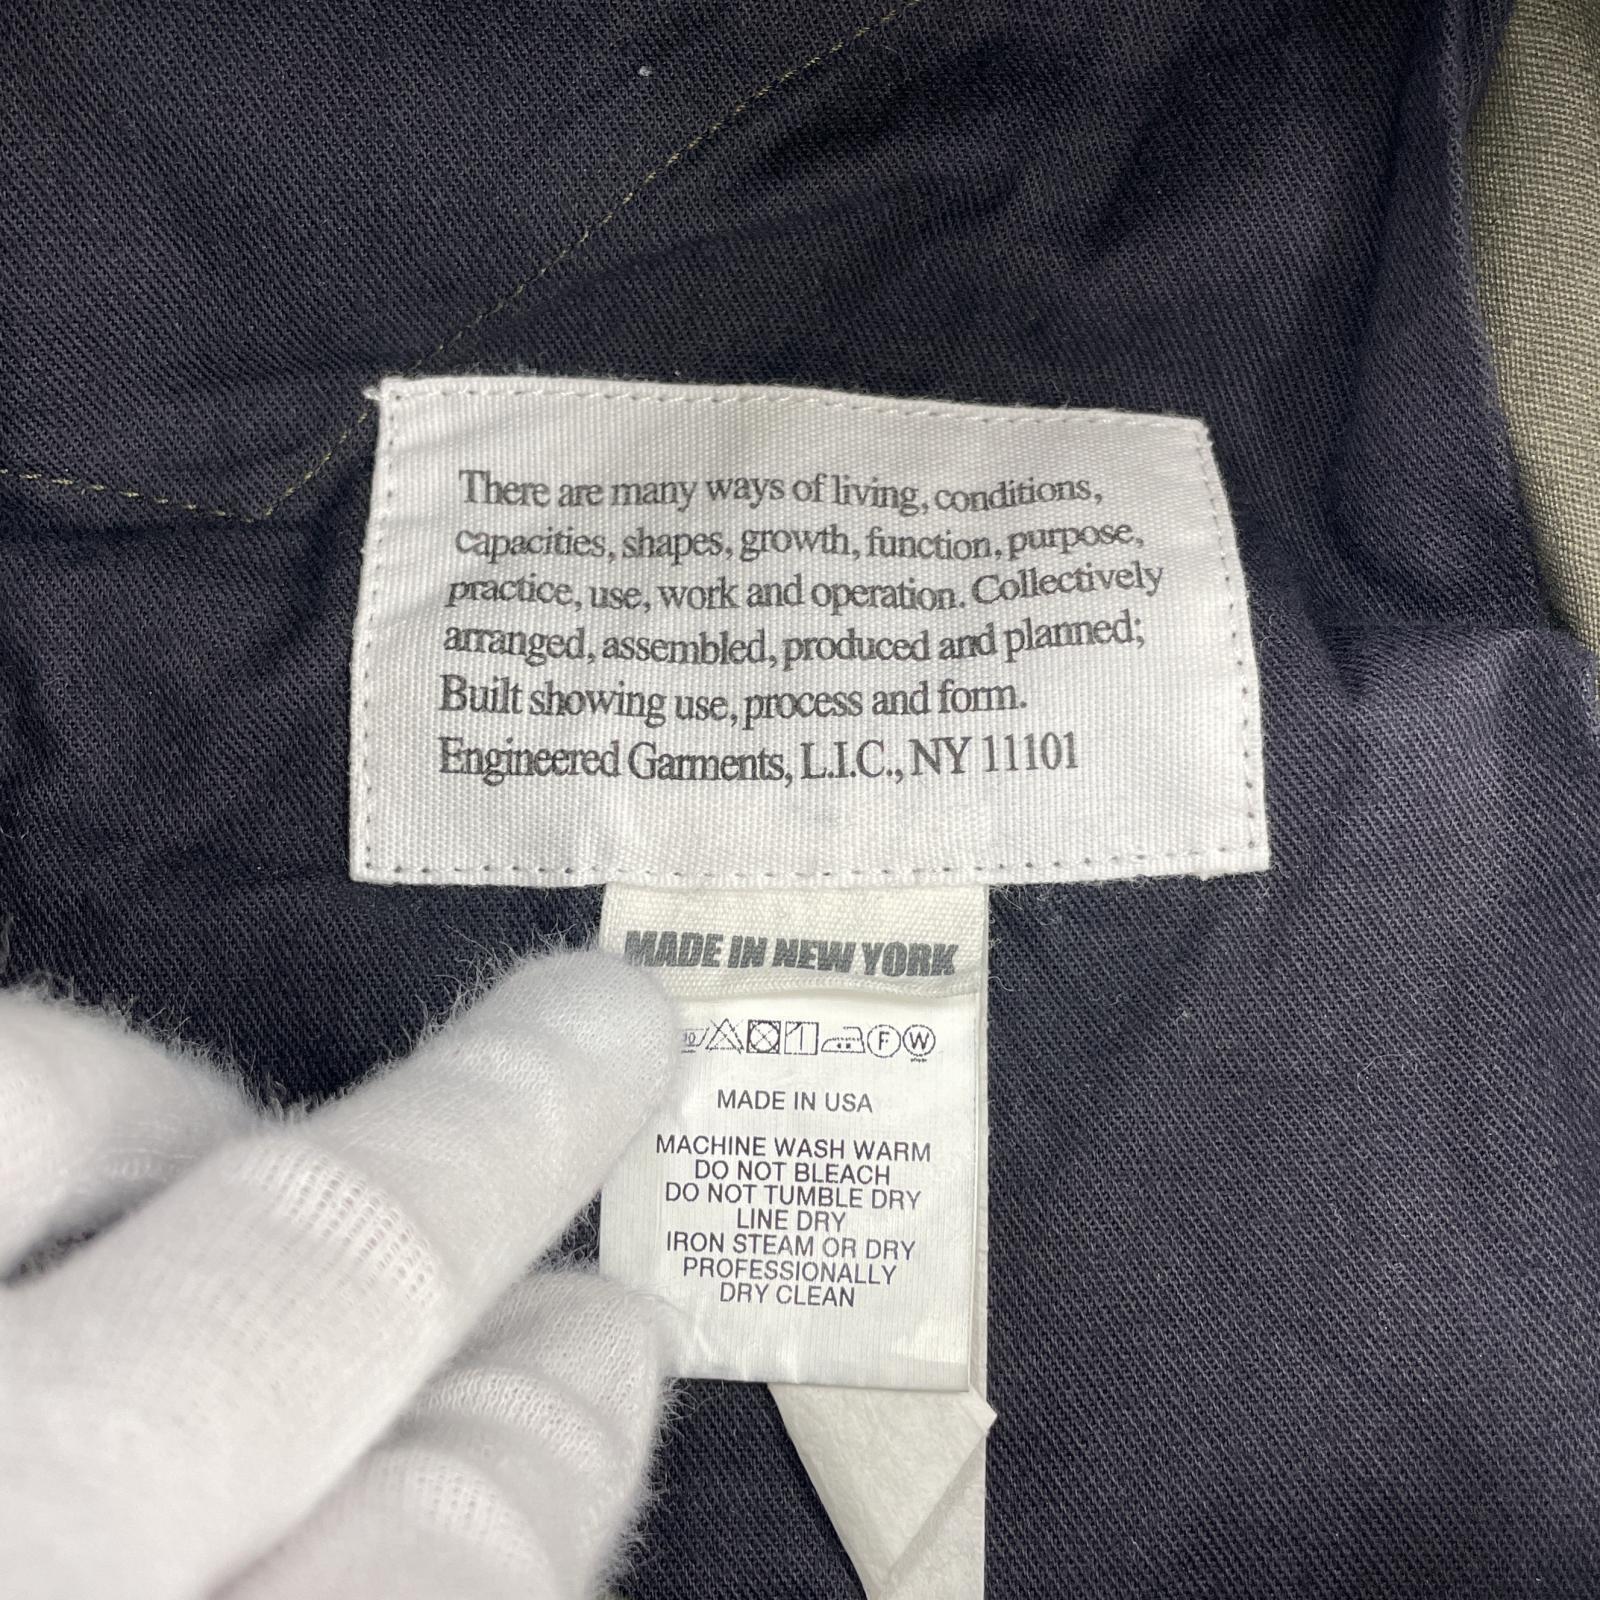 There are many ways of living, conditions,
capacities, shapes, growth, function, purpose,
practice, use, work and operation. Collectively
arranged, assembled, produced and planned;
Built showing use, process and form.
Engineered Garments, L.I.C., NY 11101
MADE IN NEW YORK
F W
MADE IN USA
MACHINE WASH WARM
DO NOT BLEACH
DO NOT TUMBLE DRY
LINE DRY
IRON STEAM OR DRY
PROFESSIONALLY
DRY CLEAN